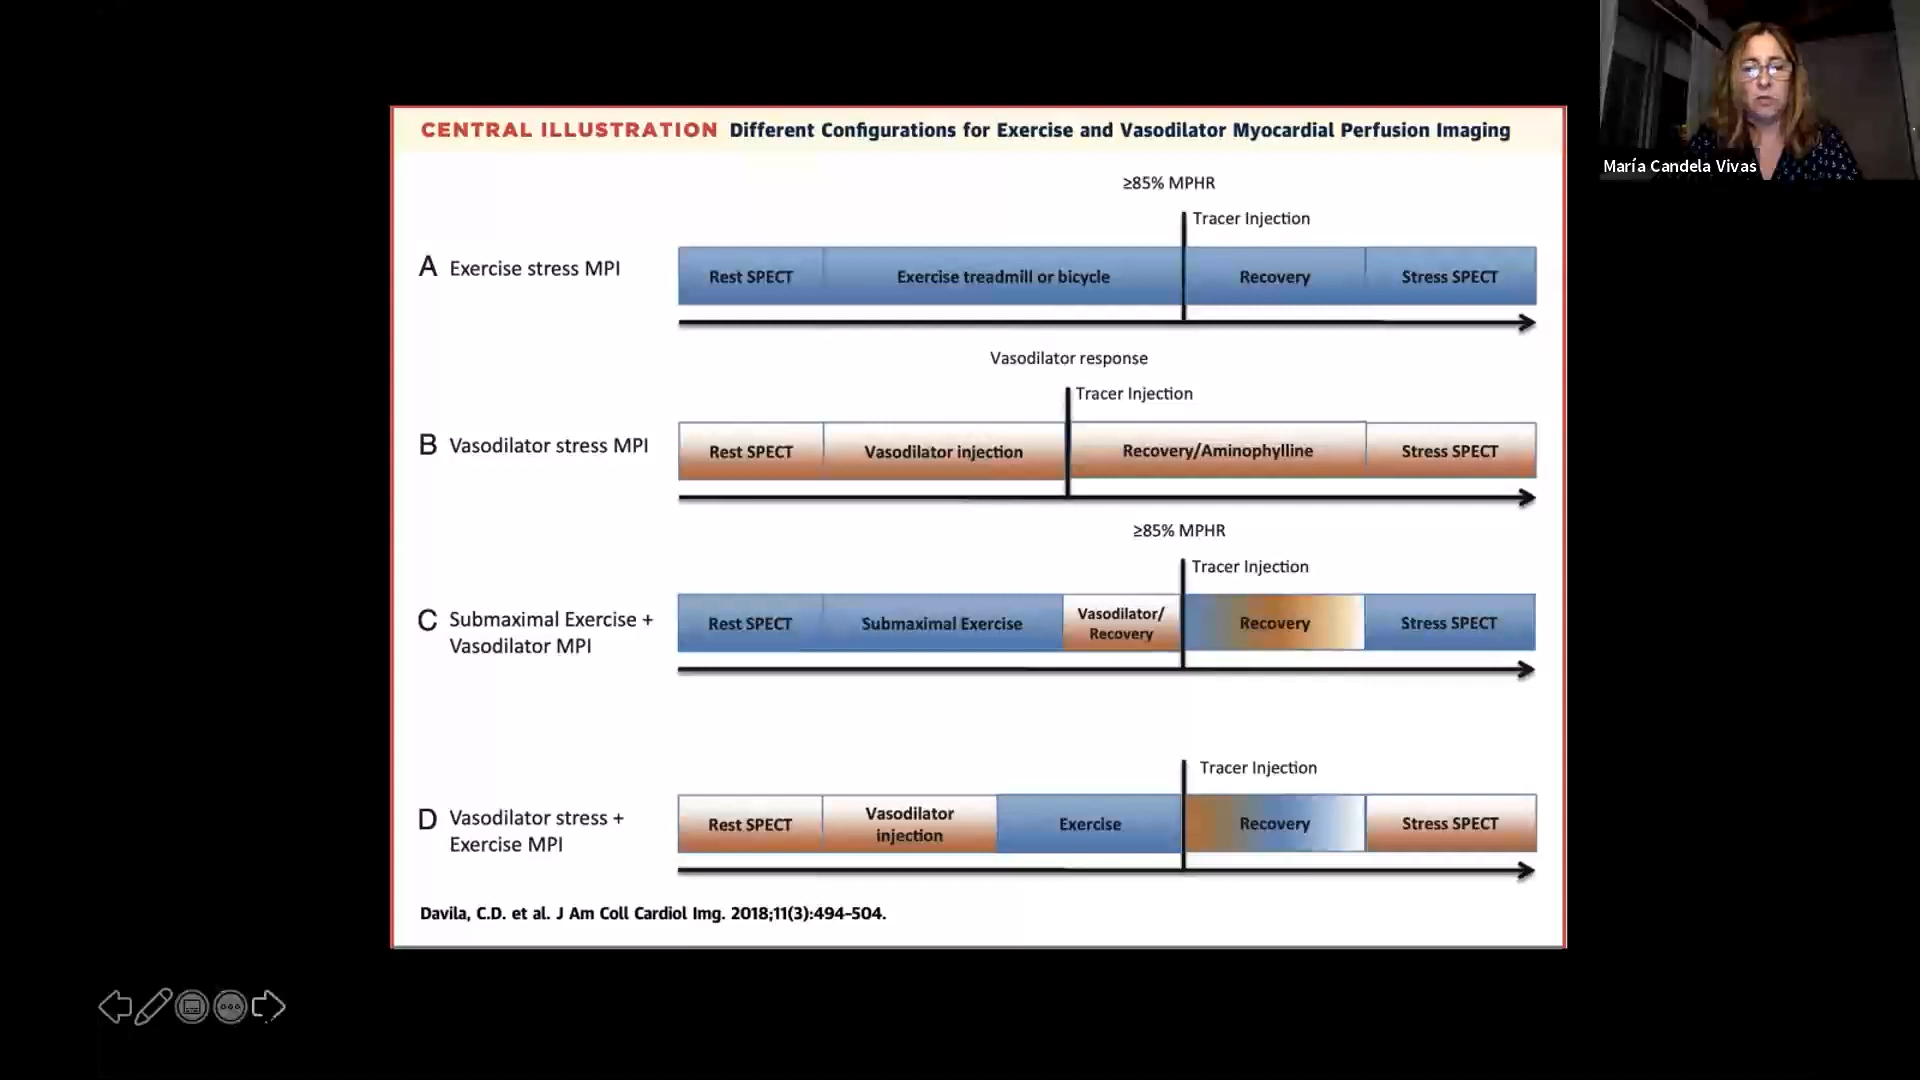 CENTRAL ILLUSTRATION Different Configurations for Exercise and Vasodilator Myocardial Perfusion Imaging
María Candela Vivas
≥85% MPHR
Tracer Injection
A Exercise stress MPI
Rest SPECT
Exercise treadmill or bicycle
Recovery
Stress SPECT
Vasodilator response
Tracer Injection
B Vasodilator stress MPI
Rest SPECT
Vasodilator injection
Recovery/Aminophylline
Stress SPECT
≥85% MPHR
Tracer Injection
C Submaximal Exercise +
Vasodilator MPI
Rest SPECT
Submaximal Exercise
Vasodilator/
Recovery
Recovery
Stress SPECT
Tracer Injection
D Vasodilator stress +
Exercise MPI
Rest SPECT
Vasodilator
injection
Exercise
Recovery
Stress SPECT
Davila, C.D. et al. J Am Coll Cardiol Img. 2018;11(3):494-504.